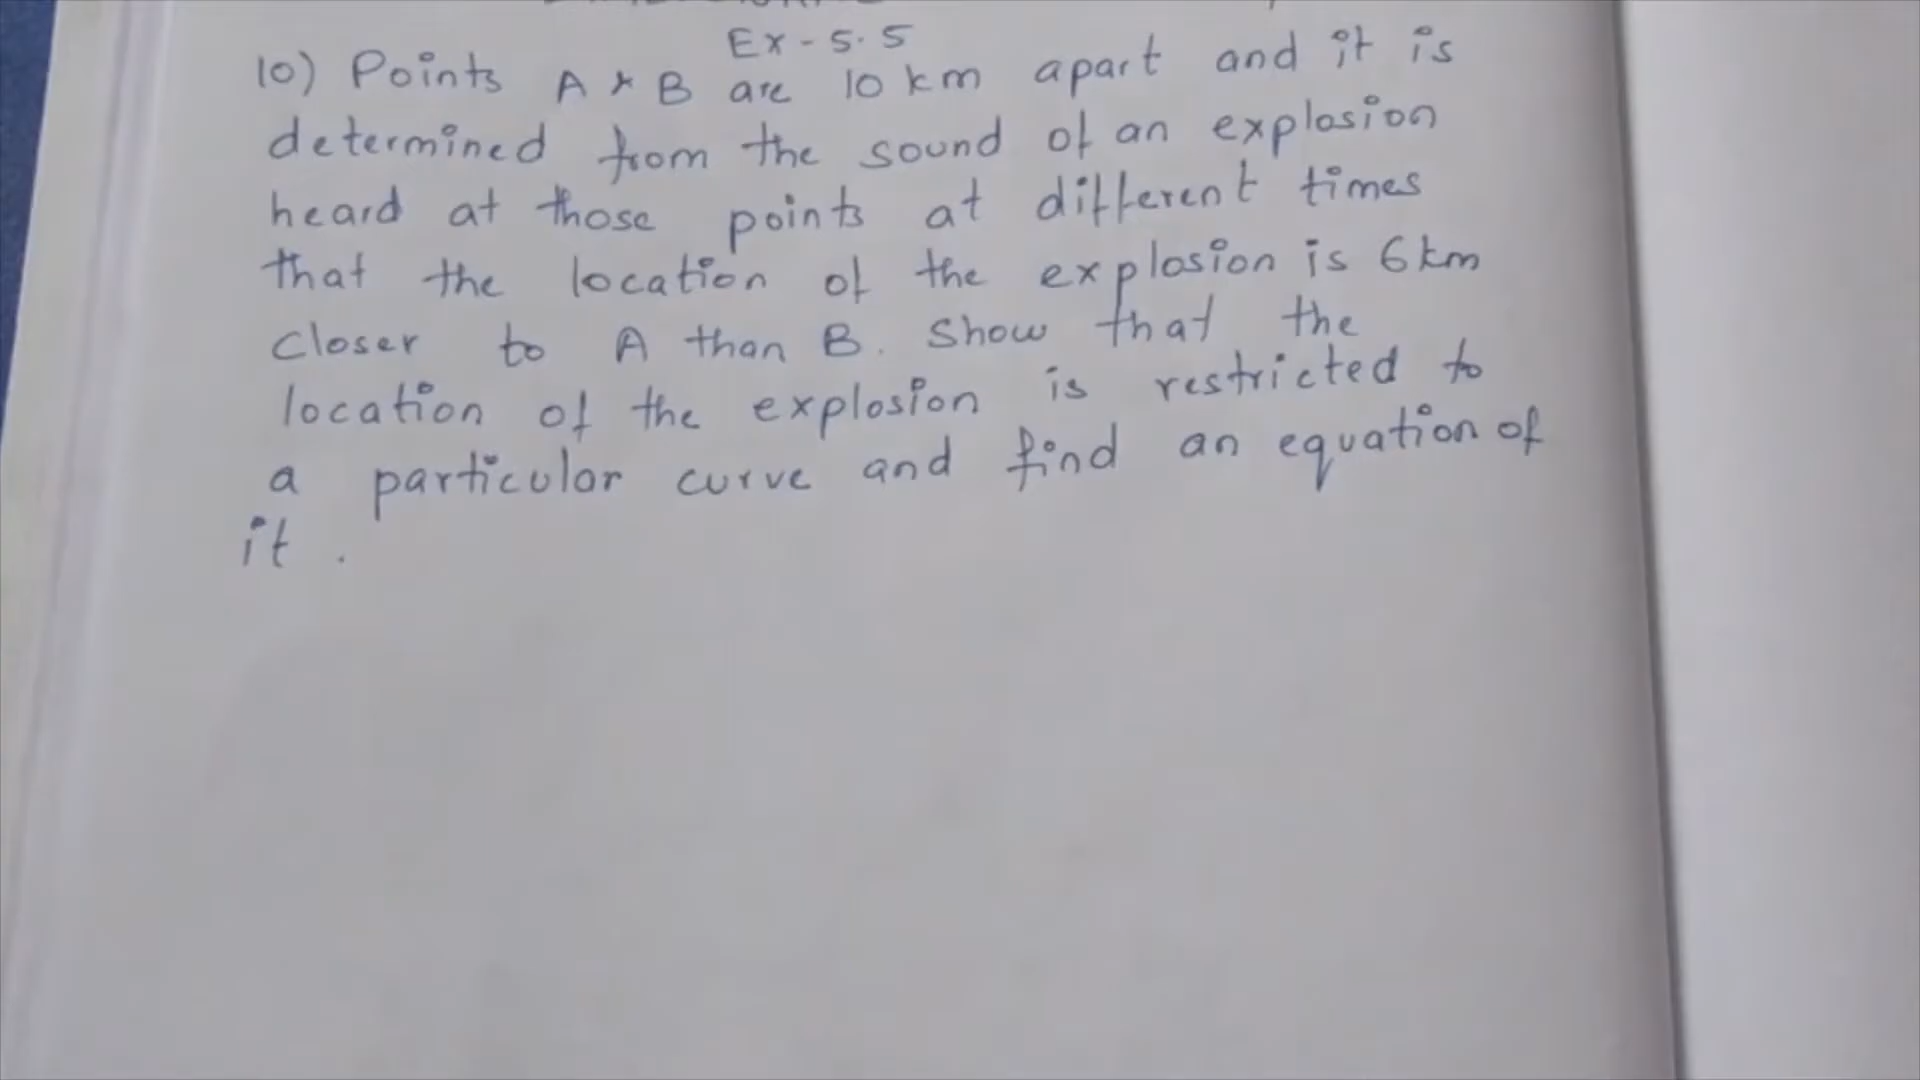 Ex - 5.5
10) Points A & B are 10 km apart and it is
determined from the sound of an explosion
heard at those points at different times
that the location of the explosion is 6 km
closer to A than B. Show that the
location of the explosion is restricted to
a particular curve and find an equation of
it .